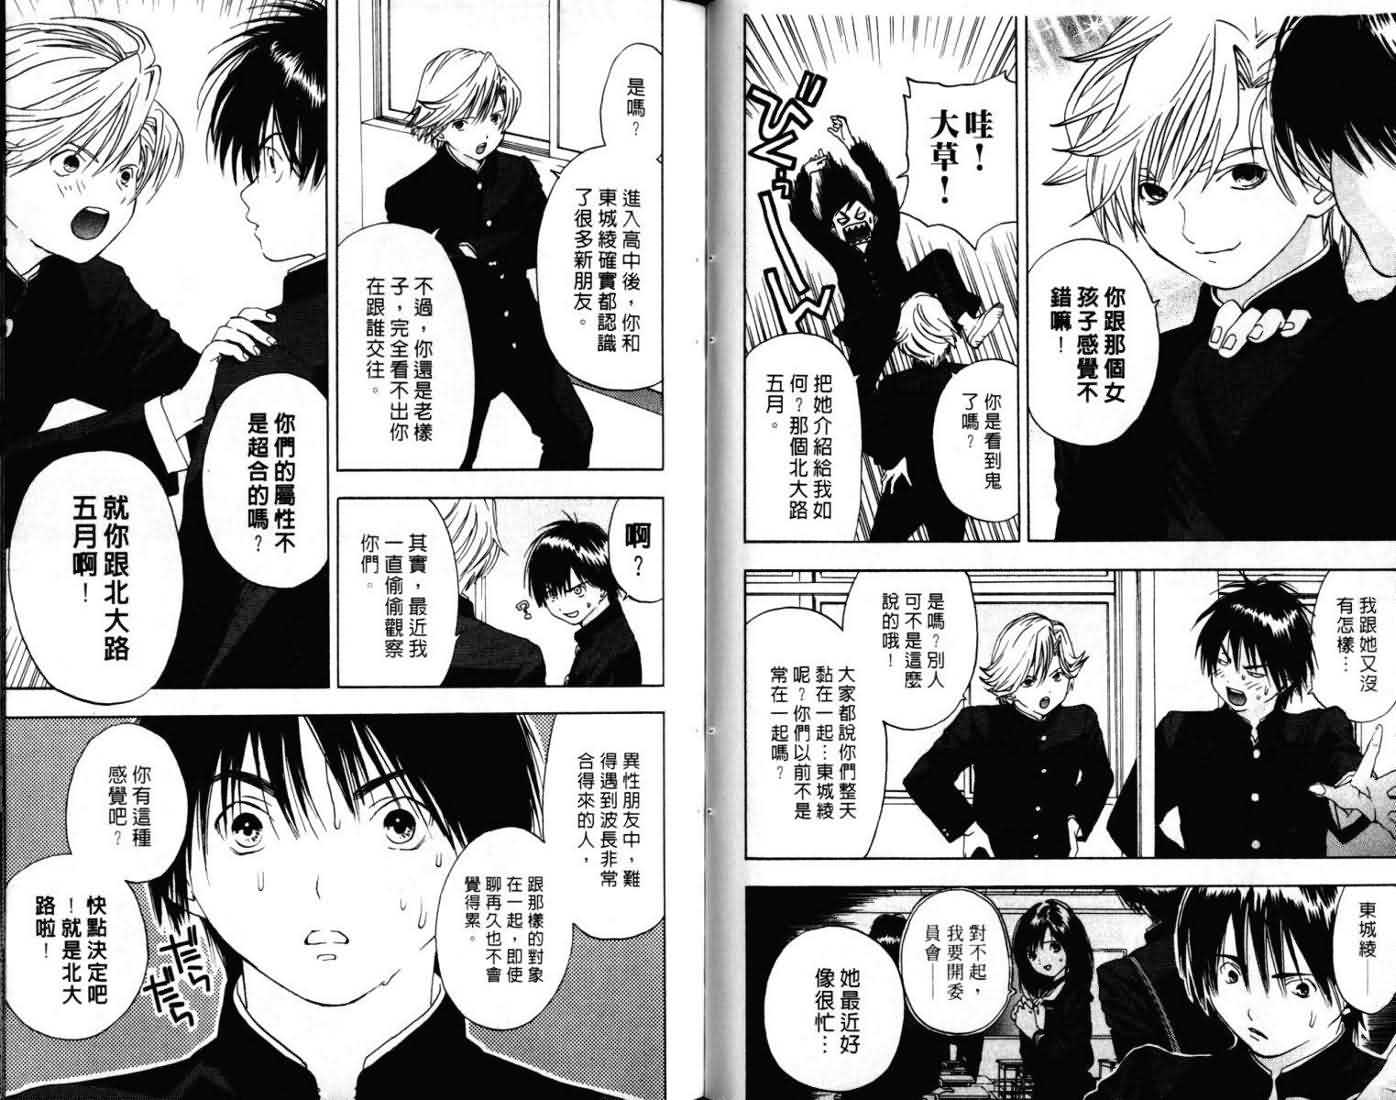 你跟那個女
孩子感覺不
錯嘛！
哇！
大草！
びくくっ
你是看到鬼
了嗎？
把她介紹給我如
何？那個北大路
五月。
我跟她又沒
有怎樣…
是嗎？別人
可不是這麼
說的哦！
大家都說你們整天
黏在一起…東城綾
呢？你們以前不是
常在一起嗎？
東城綾——
對不起，
我要開委
員會——
她最近好
像很忙…
是嗎？
進入高中後，你和
東城綾確實都認識
了很多新朋友。
不過，你還是老樣
子，完全看不出你
在跟誰交往。
啊？
其實，最近我
一直偷偷觀察
你們。
你們的屬性不
是超合的嗎？
就你跟北大路
五月啊！
異性朋友中，難
得遇到波長非常
合得來的人，
跟那樣的對象
在一起，即使
聊再久也不會
覺得累。
你有這種
感覺吧？
快點決定吧
！就是北大
路啦！
だらだら